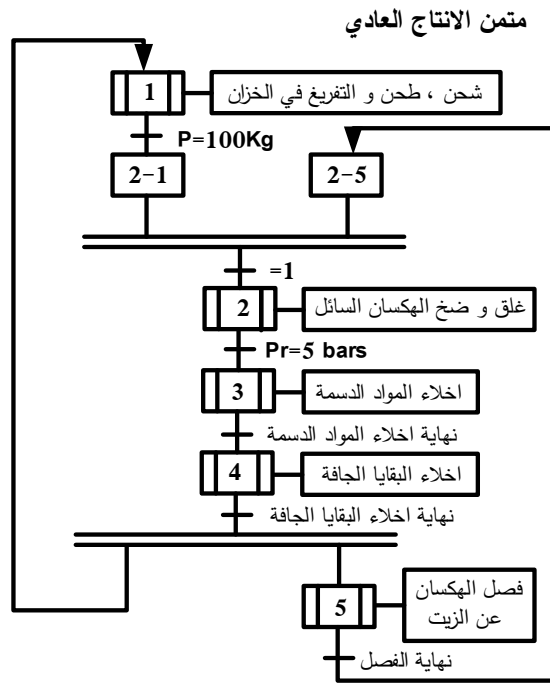 متمن الانتاج العادي
1
شحن ، طحن و التفريغ في الخزان
P=100Kg
2-1
2-5
=1
2
غلق و ضخ الهكسان السائل
Pr=5 bars
3
اخلاء المواد الدسمة
نهاية اخلاء المواد الدسمة
4
اخلاء البقايا الجافة
نهاية اخلاء البقايا الجافة
5
فصل الهكسان
عن الزيت
نهاية الفصل